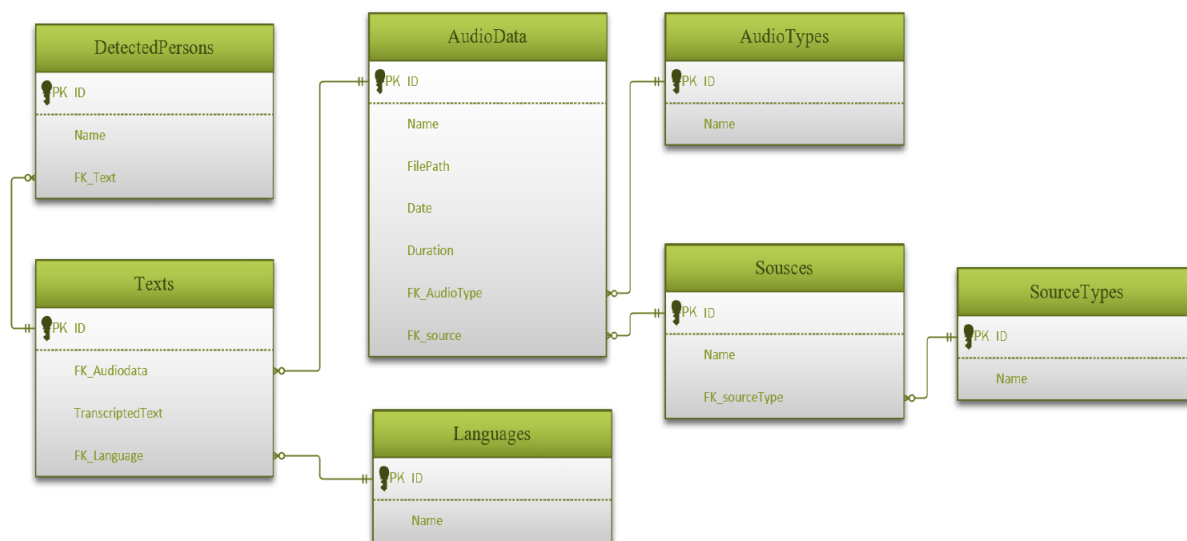 DetectedPersons
PK ID
Name
FK_Text
Texts
PK ID
FK_Audiodata
TranscriptedText
FK_Language
AudioData
PK ID
Name
FilePath
Date
Duration
FK_AudioType
FK_source
Languages
PK ID
Name
AudioTypes
PK ID
Name
Sousces
PK ID
Name
FK_sourceType
SourceTypes
PK ID
Name